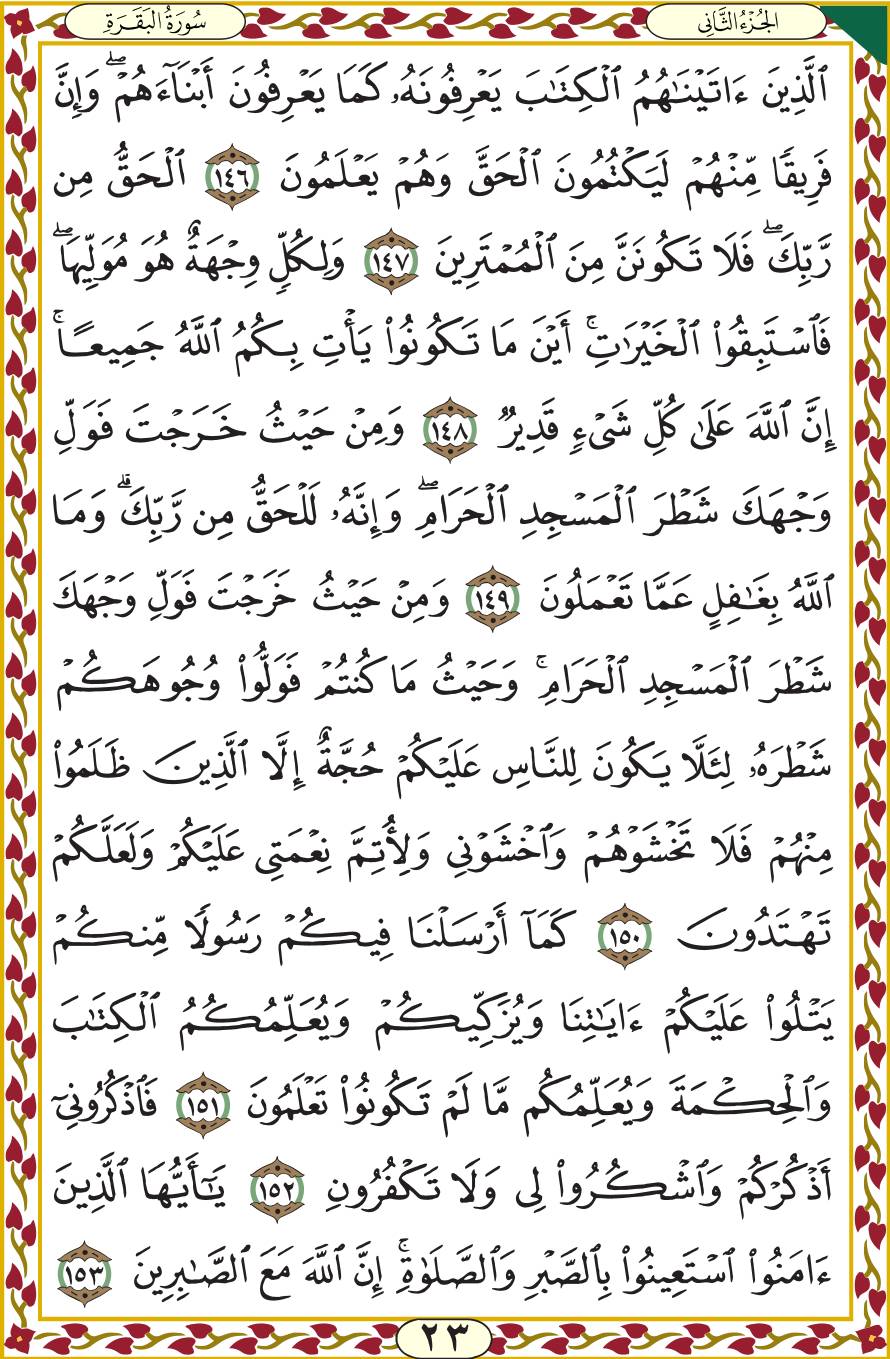 الجُزْءُ الثَّانِي
سُورَةُ البَقَرَةِ
ٱلَّذِينَ ءَاتَيْنَٰهُمُ ٱلْكِتَٰبَ يَعْرِفُونَهُۥ كَمَا يَعْرِفُونَ أَبْنَآءَهُمْ ۖ وَإِنَّ
فَرِيقًا مِّنْهُمْ لَيَكْتُمُونَ ٱلْحَقَّ وَهُمْ يَعْلَمُونَ ١٤٦ ٱلْحَقُّ مِن
رَّبِّكَ ۖ فَلَا تَكُونَنَّ مِنَ ٱلْمُمْتَرِينَ ١٤٧ وَلِكُلٍّ وِجْهَةٌ هُوَ مُوَلِّيهَا ۖ
فَٱسْتَبِقُوا۟ ٱلْخَيْرَٰتِ ۚ أَيْنَ مَا تَكُونُوا۟ يَأْتِ بِكُمُ ٱللَّهُ جَمِيعًا ۚ
إِنَّ ٱللَّهَ عَلَىٰ كُلِّ شَىْءٍ قَدِيرٌ ١٤٨ وَمِنْ حَيْثُ خَرَجْتَ فَوَلِّ
وَجْهَكَ شَطْرَ ٱلْمَسْجِدِ ٱلْحَرَامِ ۖ وَإِنَّهُۥ لَلْحَقُّ مِن رَّبِّكَ ۗ وَمَا
ٱللَّهُ بِغَٰفِلٍ عَمَّا تَعْمَلُونَ ١٤٩ وَمِنْ حَيْثُ خَرَجْتَ فَوَلِّ وَجْهَكَ
شَطْرَ ٱلْمَسْجِدِ ٱلْحَرَامِ ۚ وَحَيْثُ مَا كُنتُمْ فَوَلُّوا۟ وُجُوهَكُمْ
شَطْرَهُۥ لِئَلَّا يَكُونَ لِلنَّاسِ عَلَيْكُمْ حُجَّةٌ إِلَّا ٱلَّذِينَ ظَلَمُوا۟
مِنْهُمْ فَلَا تَخْشَوْهُمْ وَٱخْشَوْنِى وَلِأُتِمَّ نِعْمَتِى عَلَيْكُمْ وَلَعَلَّكُمْ
تَهْتَدُونَ ١٥٠ كَمَآ أَرْسَلْنَا فِيكُمْ رَسُولًا مِّنكُمْ
يَتْلُوا۟ عَلَيْكُمْ ءَايَٰتِنَا وَيُزَكِّيكُمْ وَيُعَلِّمُكُمُ ٱلْكِتَٰبَ
وَٱلْحِكْمَةَ وَيُعَلِّمُكُم مَّا لَمْ تَكُونُوا۟ تَعْلَمُونَ ١٥١ فَٱذْكُرُونِىٓ
أَذْكُرْكُمْ وَٱشْكُرُوا۟ لِى وَلَا تَكْفُرُونِ ١٥٢ يَٰٓأَيُّهَا ٱلَّذِينَ
ءَامَنُوا۟ ٱسْتَعِينُوا۟ بِٱلصَّبْرِ وَٱلصَّلَوٰةِ ۚ إِنَّ ٱللَّهَ مَعَ ٱلصَّٰبِرِينَ ١٥٣
٢٣